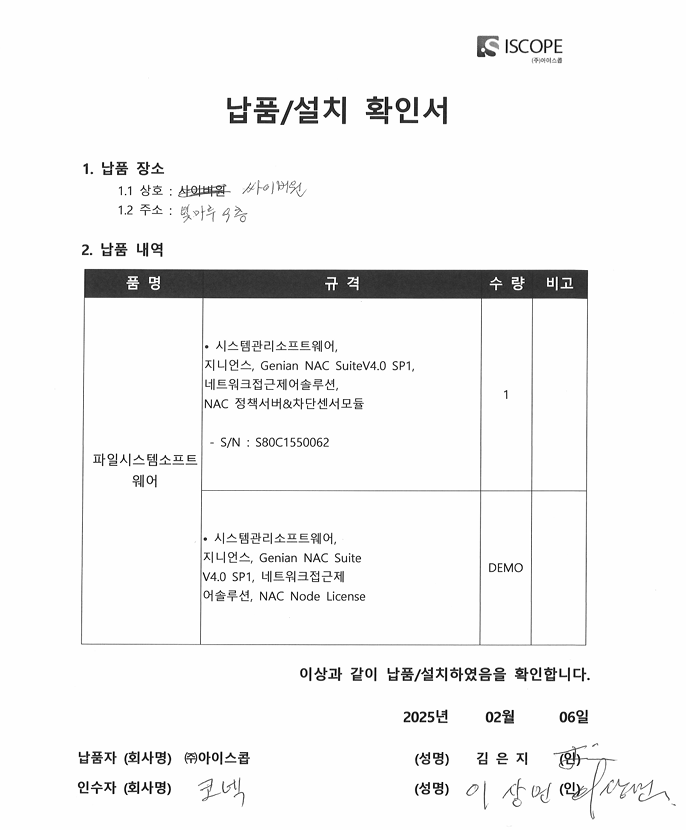 S ISCOPE
(주)아이스콥
납품/설치 확인서
1. 납품 장소
1.1 상호 : 사이버원 싸이버원
1.2 주소 : 빛마루 9층
2. 납품 내역
품 명 규 격 수 량 비고
파일시스템소프트
웨어
• 시스템관리소프트웨어,
지니언스, Genian NAC SuiteV4.0 SP1,
네트워크접근제어솔루션,
NAC 정책서버&차단센서모듈
- S/N : S80C1550062
1
• 시스템관리소프트웨어,
지니언스, Genian NAC Suite
V4.0 SP1, 네트워크접근제
어솔루션, NAC Node License
DEMO
이상과 같이 납품/설치하였음을 확인합니다.
2025년 02월 06일
납품자 (회사명) ㈜아이스콥 (성명) 김 은 지 (인)
인수자 (회사명) 코넥 (성명) 이 상 먼 (인)